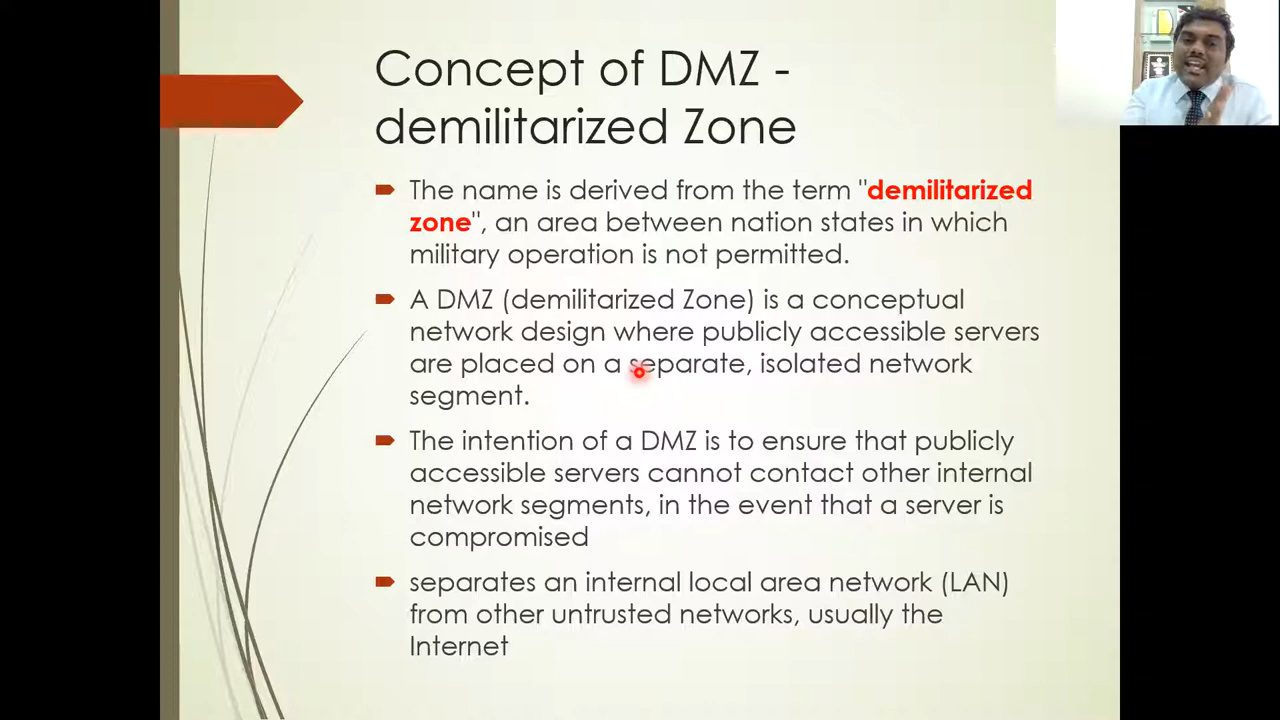 Concept of DMZ -
demilitarized Zone
The name is derived from the term "demilitarized
zone", an area between nation states in which
military operation is not permitted.
A DMZ (demilitarized Zone) is a conceptual
network design where publicly accessible servers
are placed on a separate, isolated network
segment.
The intention of a DMZ is to ensure that publicly
accessible servers cannot contact other internal
network segments, in the event that a server is
compromised
separates an internal local area network (LAN)
from other untrusted networks, usually the
Internet